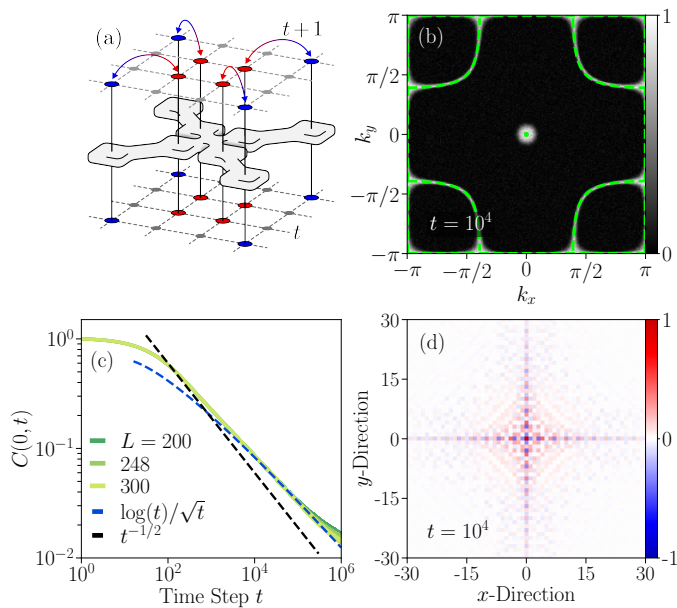 (a)
t + 1
t
(b)
π
π/2
0
−π/2
−π
k_y
t = 10^4
−π
−π/2
0
π/2
π
k_x
1
0
(c)
10^0
10^{-1}
10^{-2}
C(0, t)
L = 200
248
300
log(t)/√t
t^{-1/2}
10^0
10^2
10^4
10^6
Time Step t
(d)
30
15
0
-15
-30
y-Direction
t = 10^4
-30
-15
0
15
30
x-Direction
1
0
-1